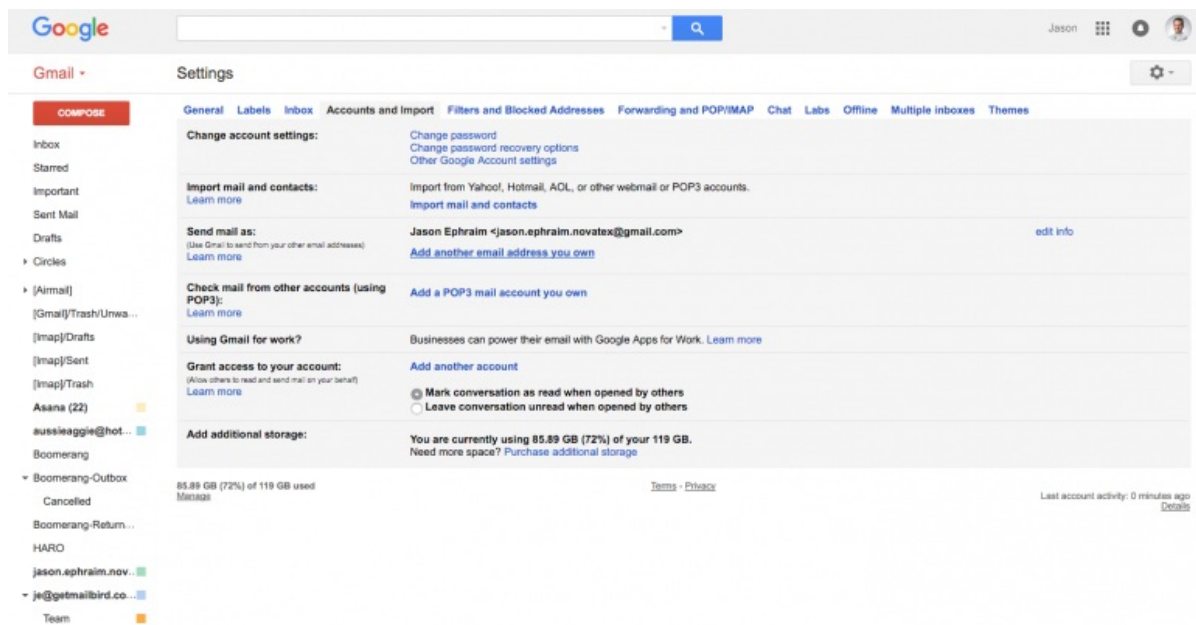 Google
Jason
Gmail
Settings
COMPOSE
General Labels Inbox Accounts and Import Filters and Blocked Addresses Forwarding and POP/IMAP Chat Labs Offline Multiple inboxes Themes
Inbox
Starred
Important
Sent Mail
Drafts
Circles
[Airmail]
[Gmail]/Trash/Unwa...
[Imap]/Drafts
[Imap]/Sent
[Imap]/Trash
Asana (22)
aussieaggie@hot...
Boomerang
Boomerang-Outbox
Cancelled
Boomerang-Return...
HARO
jason.ephraim.nov...
je@getmailbird.co...
Team
Change account settings:
Change password
Change password recovery options
Other Google Account settings
Import mail and contacts:
Learn more
Import from Yahoo!, Hotmail, AOL, or other webmail or POP3 accounts.
Import mail and contacts
Send mail as:
(Use Gmail to send from your other email addresses)
Learn more
Jason Ephraim <jason.ephraim.novatex@gmail.com>
edit info
Add another email address you own
Check mail from other accounts (using
POP3):
Learn more
Add a POP3 mail account you own
Using Gmail for work?
Businesses can power their email with Google Apps for Work. Learn more
Grant access to your account:
(Allow others to read and send mail on your behalf)
Learn more
Add another account
Mark conversation as read when opened by others
Leave conversation unread when opened by others
Add additional storage:
You are currently using 85.89 GB (72%) of your 119 GB.
Need more space? Purchase additional storage
85.89 GB (72%) of 119 GB used
Manage
Terms - Privacy
Last account activity: 0 minutes ago
Details